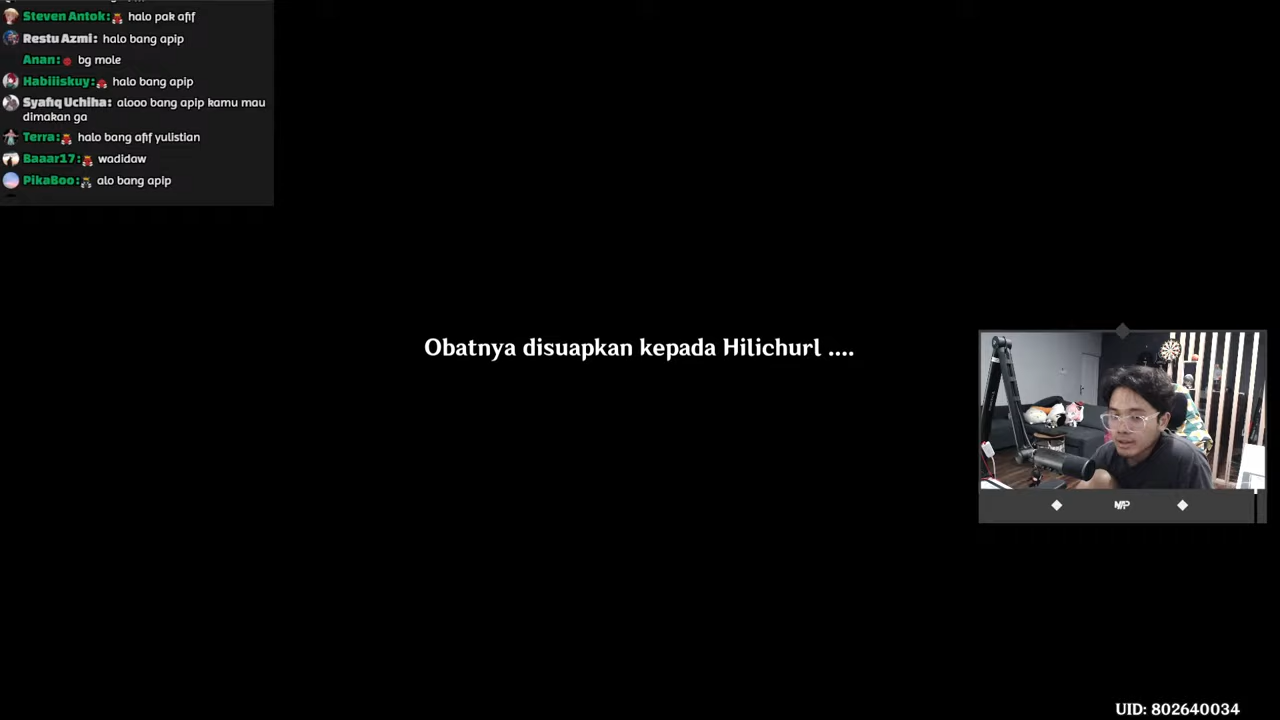 Steven Antok: halo pak afif
Restu Azmi: halo bang apip
Anan: bg mole
Habiiiskuy: halo bang apip
Syafiq Uchiha: alooo bang apip kamu mau
dimakan ga
Terra: halo bang afif yulistian
Baaar17: wadidaw
PikaBoo: alo bang apip
Obatnya disuapkan kepada Hilichurl ....
UID: 802640034